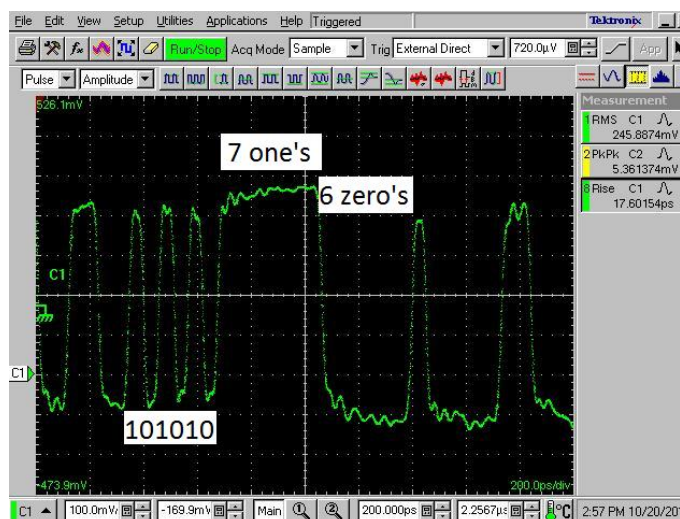 File Edit View Setup Utilities Applications Help Triggered Tektronix
Run/Stop Acq Mode Sample Trig External Direct 720.0µV App
Pulse Amplitude
Measurement
526.1mV
1 RMS C1
245.8874mV
2 PkPk C2
5.361374mV
8 Rise C1
17.60154ps
7 one's
6 zero's
C1
C1
101010
-473.9mV
200.0ps/div
C1 100.0mV/ -169.9mV Main 1 2 200.000ps 2.2567µs °C 2:57 PM 10/20/20